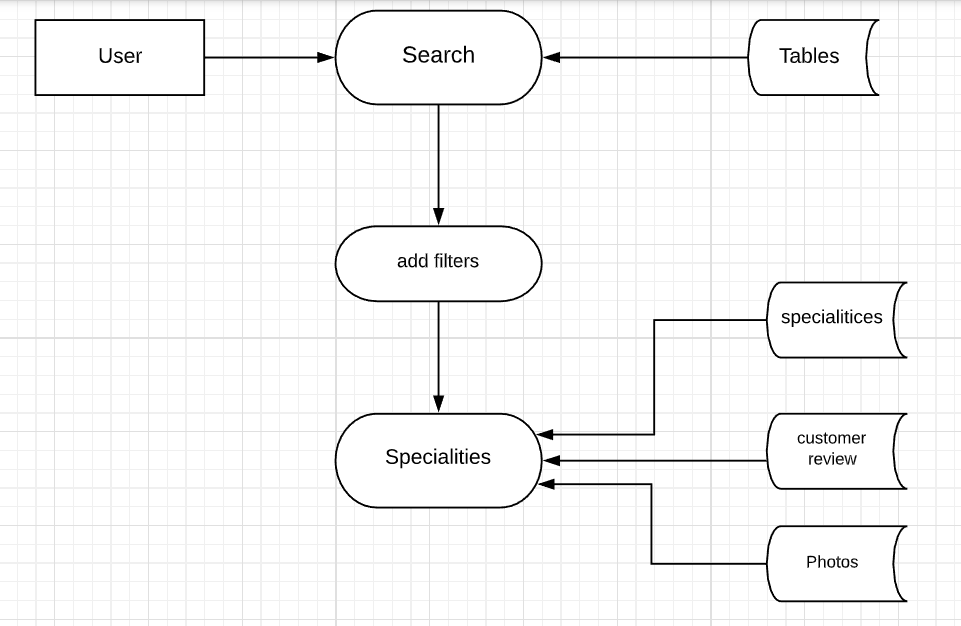 User
Search
Tables
add filters
specialitices
Specialities
customer
review
Photos